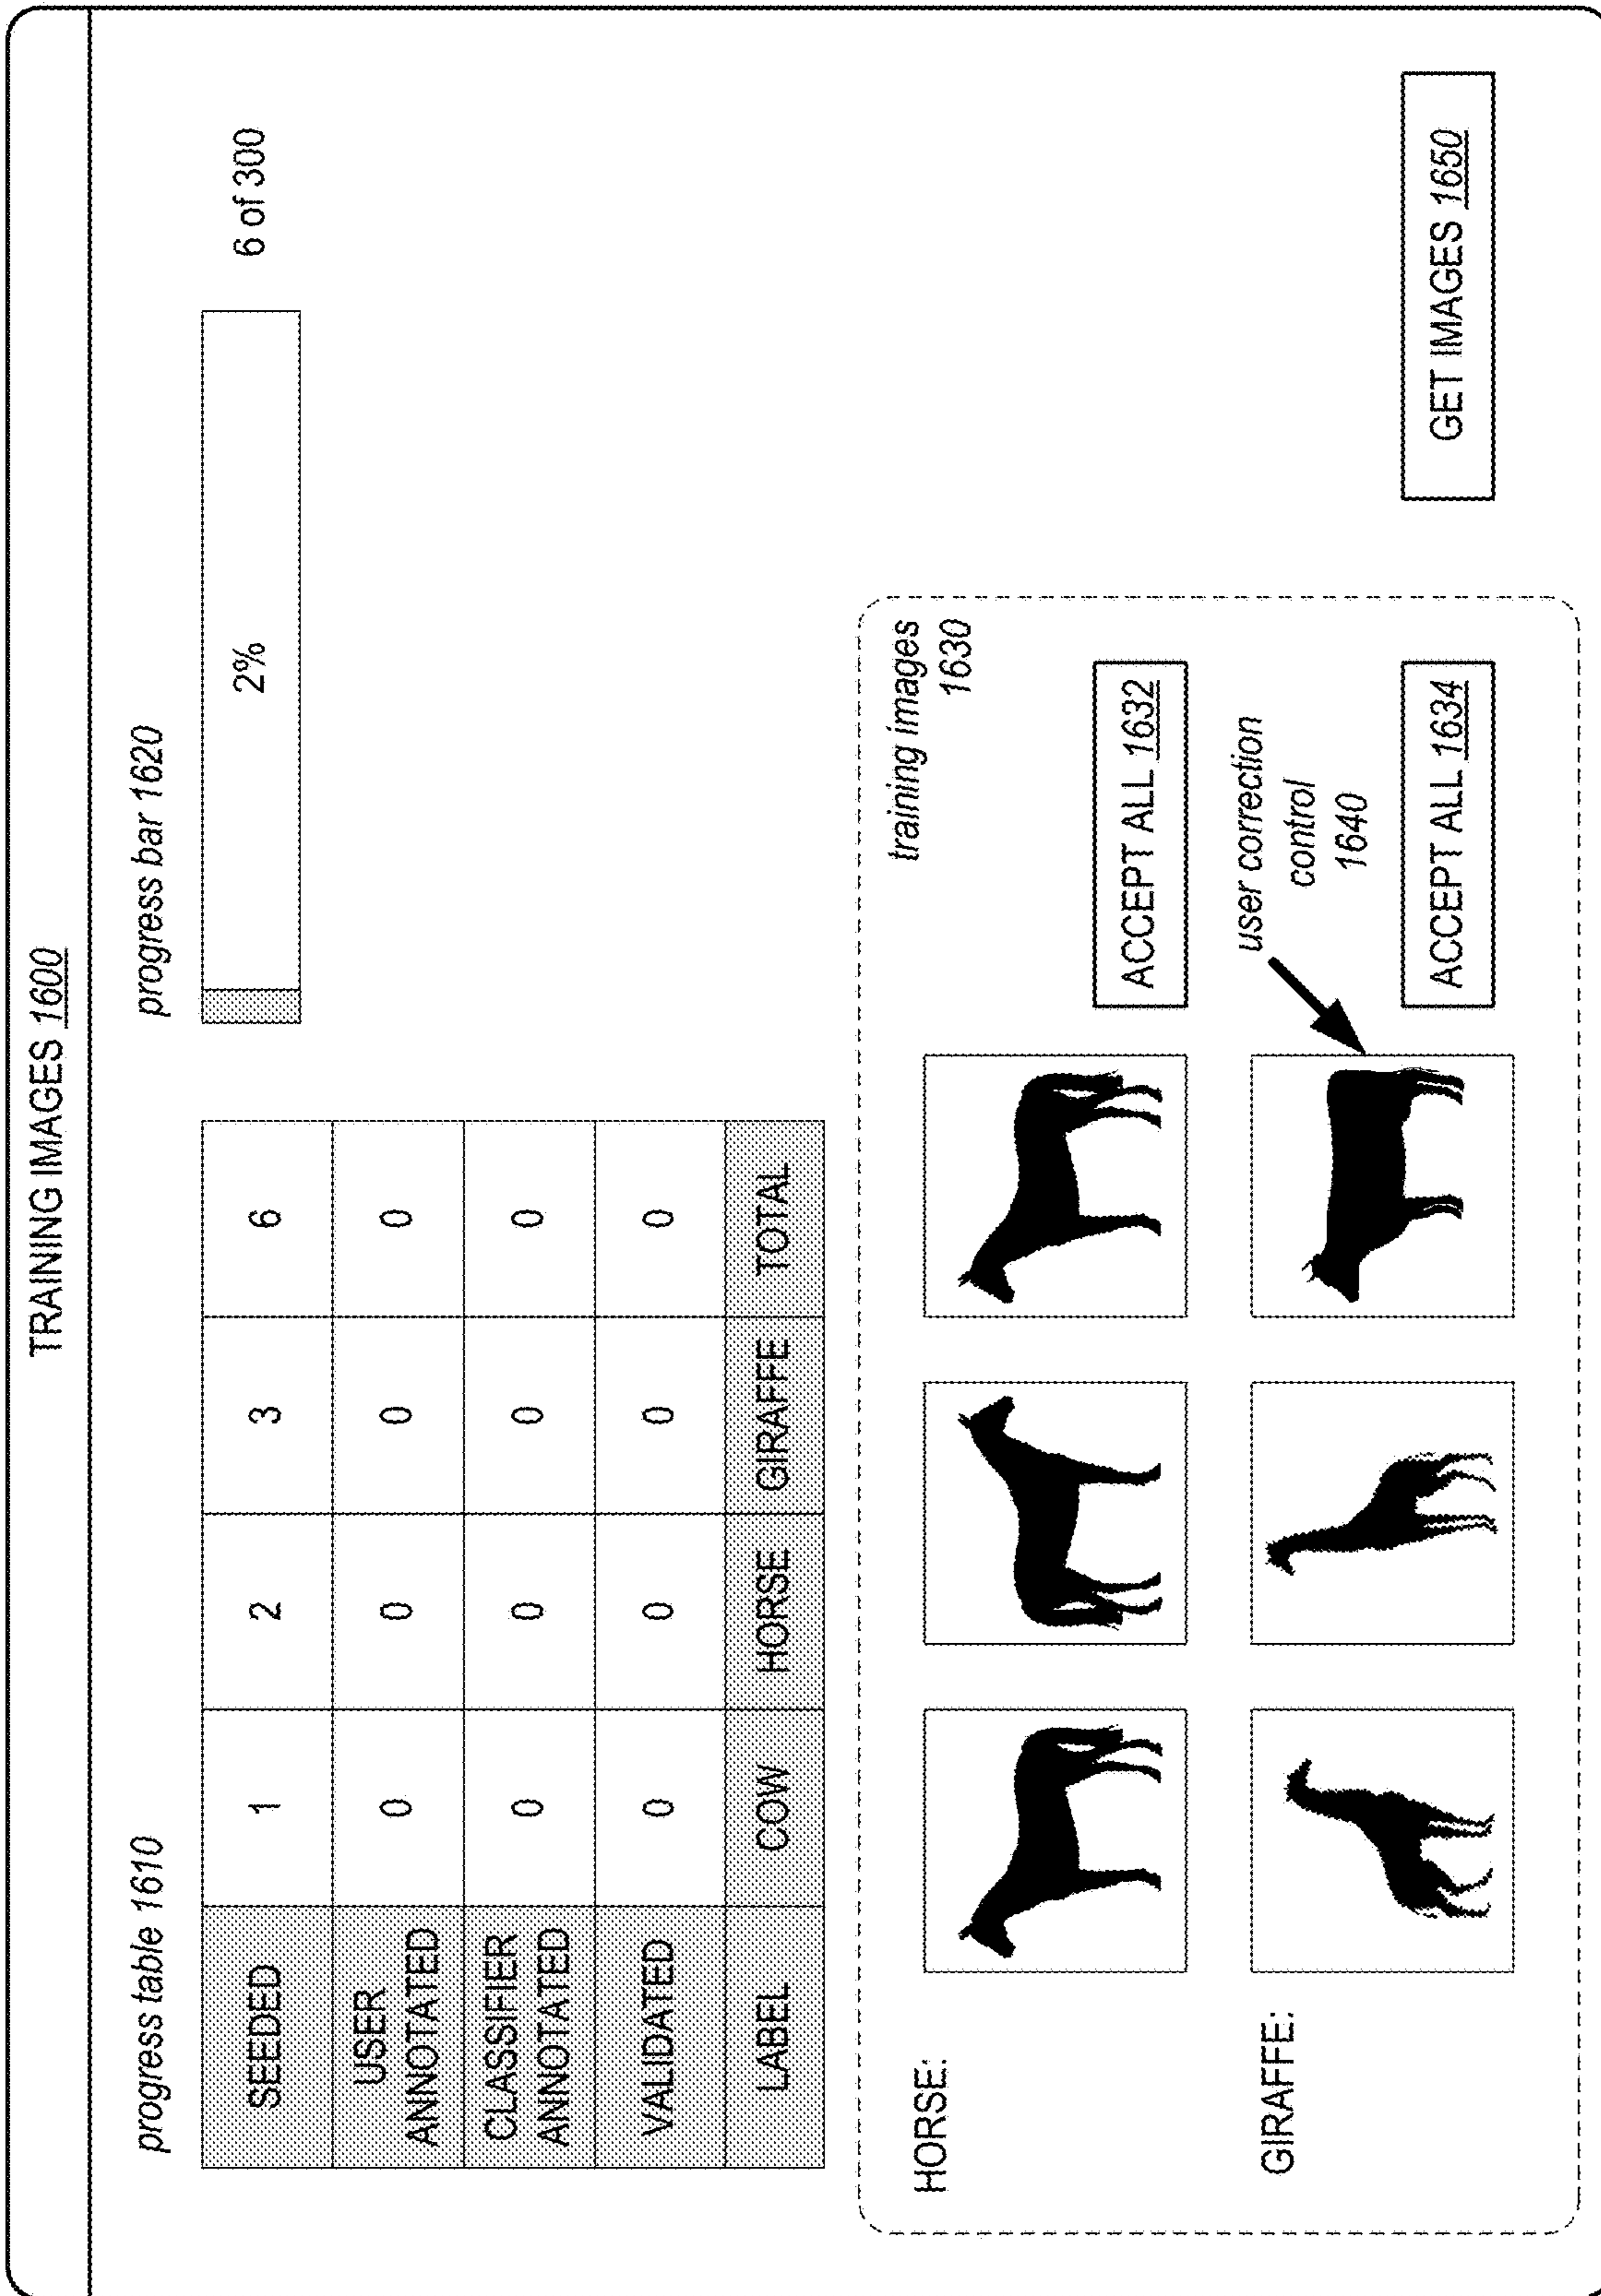 TRAINING IMAGES 1600
progress table 1610
progress bar 1620
SEEDED 1 2 3 6
USER
ANNOTATED 0 0 0 0
CLASSIFIER
ANNOTATED 0 0 0 0
VALIDATED 0 0 0 0
LABEL COW HORSE GIRAFFE TOTAL
2%
6 of 300
training images
1630
HORSE:
ACCEPT ALL 1632
GIRAFFE:
user correction
control
1640
ACCEPT ALL 1634
GET IMAGES 1650